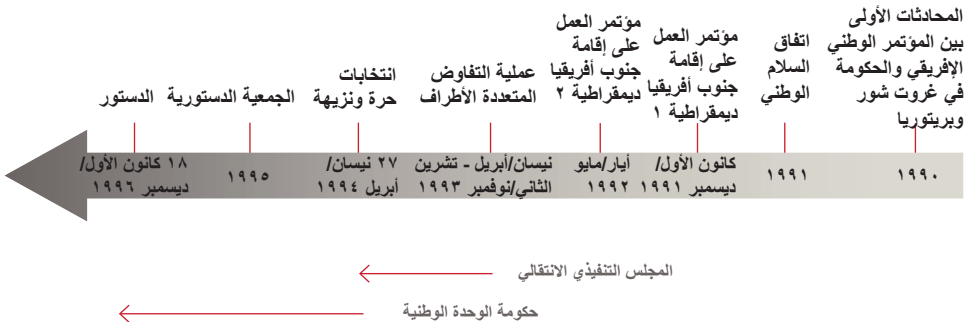 المحادثات الأولى
بين المؤتمر الوطني
الإفريقي والحكومة
في غروت شور
وبريتوريا
اتفاق
السلام
الوطني
مؤتمر العمل
على إقامة
جنوب أفريقيا
ديمقراطية ١
مؤتمر العمل
على إقامة
جنوب أفريقيا
ديمقراطية ٢
عملية التفاوض
المتعددة الأطراف
انتخابات
حرة ونزيهة
الجمعية الدستورية
الدستور
١٩٩٠
١٩٩١
كانون الأول/
ديسمبر ١٩٩١
أيار/مايو
١٩٩٢
نيسان/أبريل - تشرين
الثاني/نوفمبر ١٩٩٣
٢٧ نيسان/
أبريل ١٩٩٤
١٩٩٥
١٨ كانون الأول/
ديسمبر ١٩٩٦
المجلس التنفيذي الانتقالي
حكومة الوحدة الوطنية